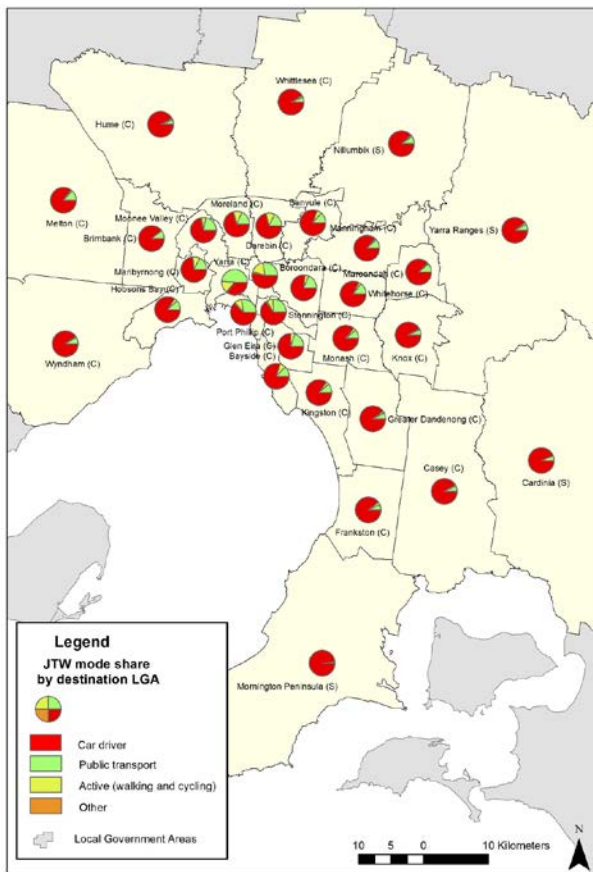 Whittlesea (C)
Hume (C)
Nillumbik (S)
Melton (C)
Moreland (C)
Banyule (C)
Moonee Valley (C)
Manningham (C)
Yarra Ranges (S)
Brimbank (C)
Darebin (C)
Yarra (C)
Boroondara (C)
Maroondah (C)
Maribyrnong (C)
Whitehorse (C)
Hobsons Bay (C)
Stonnington (C)
Port Phillip (C)
Glen Eira (C)
Bayside (C)
Monash (C)
Knox (C)
Wyndham (C)
Kingston (C)
Greater Dandenong (C)
Casey (C)
Cardinia (S)
Frankston (C)
Mornington Peninsula (S)
Legend
JTW mode share
by destination LGA
Car driver
Public transport
Active (walking and cycling)
Other
Local Government Areas
N
10 5 0 10 Kilometers